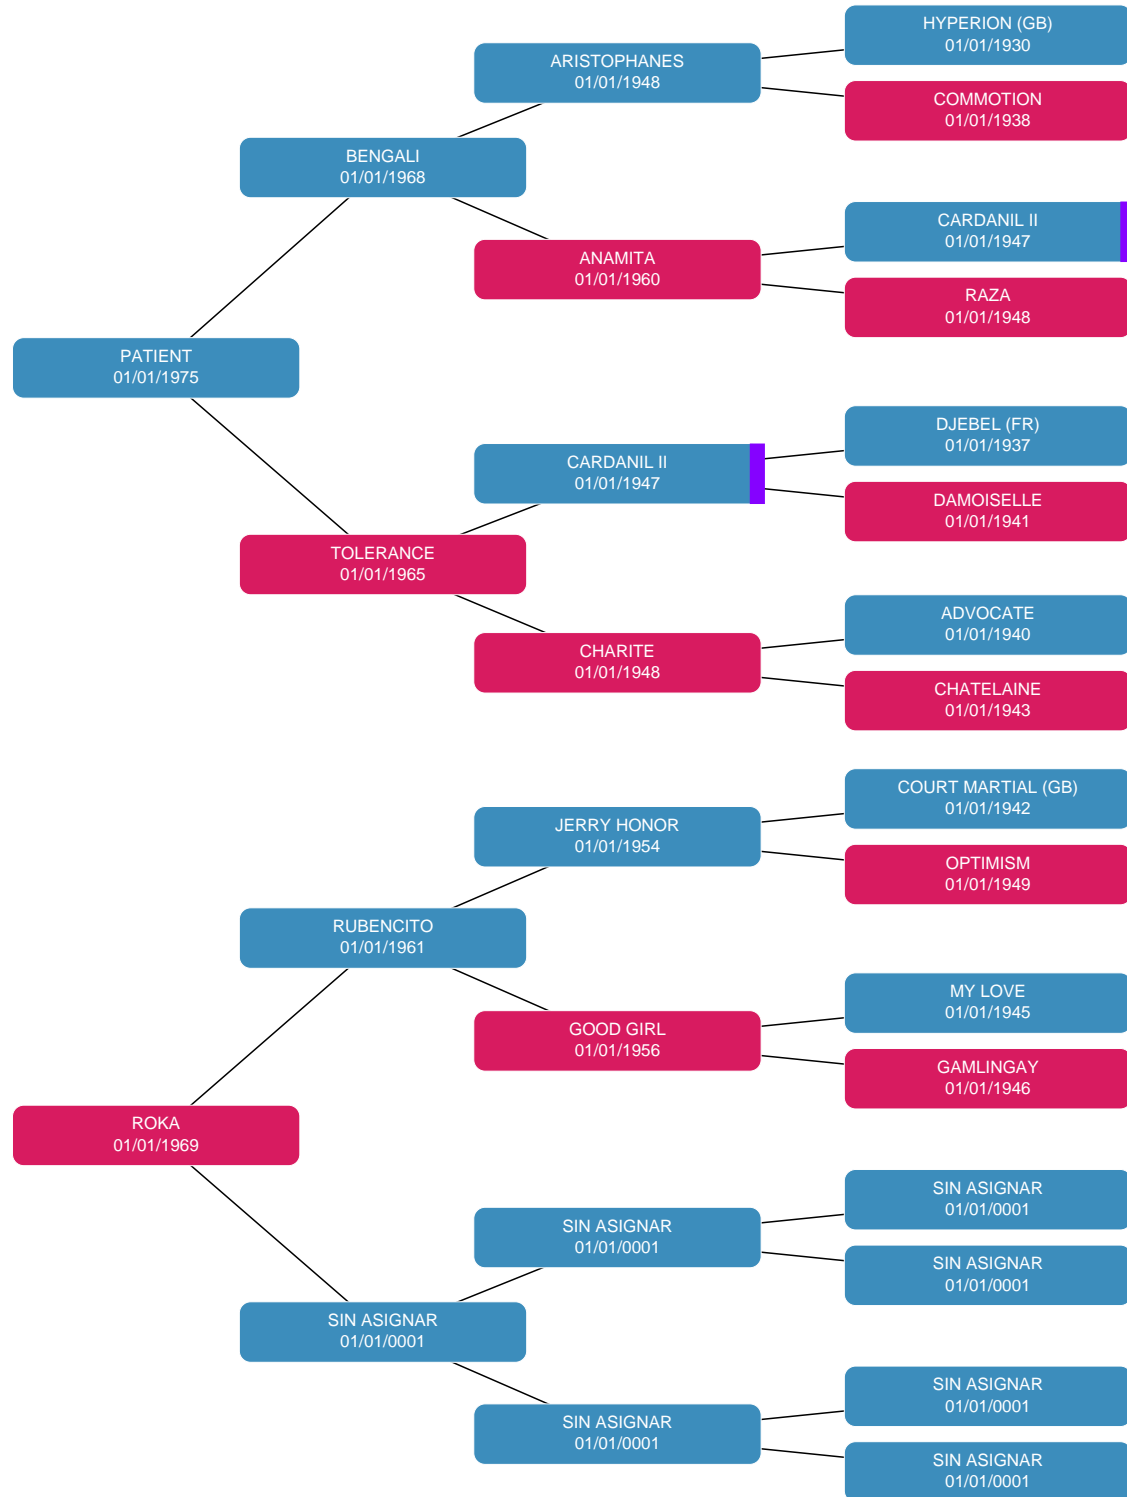 HYPERION (GB)
01/01/1930
ARISTOPHANES
01/01/1948
COMMOTION
01/01/1938
BENGALI
01/01/1968
CARDANIL II
01/01/1947
ANAMITA
01/01/1960
RAZA
01/01/1948
PATIENT
01/01/1975
DJEBEL (FR)
01/01/1937
CARDANIL II
01/01/1947
DAMOISELLE
01/01/1941
TOLERANCE
01/01/1965
ADVOCATE
01/01/1940
CHARITE
01/01/1948
CHATELAINE
01/01/1943
COURT MARTIAL (GB)
01/01/1942
JERRY HONOR
01/01/1954
OPTIMISM
01/01/1949
RUBENCITO
01/01/1961
MY LOVE
01/01/1945
GOOD GIRL
01/01/1956
GAMLINGAY
01/01/1946
ROKA
01/01/1969
SIN ASIGNAR
01/01/0001
SIN ASIGNAR
01/01/0001
SIN ASIGNAR
01/01/0001
SIN ASIGNAR
01/01/0001
SIN ASIGNAR
01/01/0001
SIN ASIGNAR
01/01/0001
SIN ASIGNAR
01/01/0001